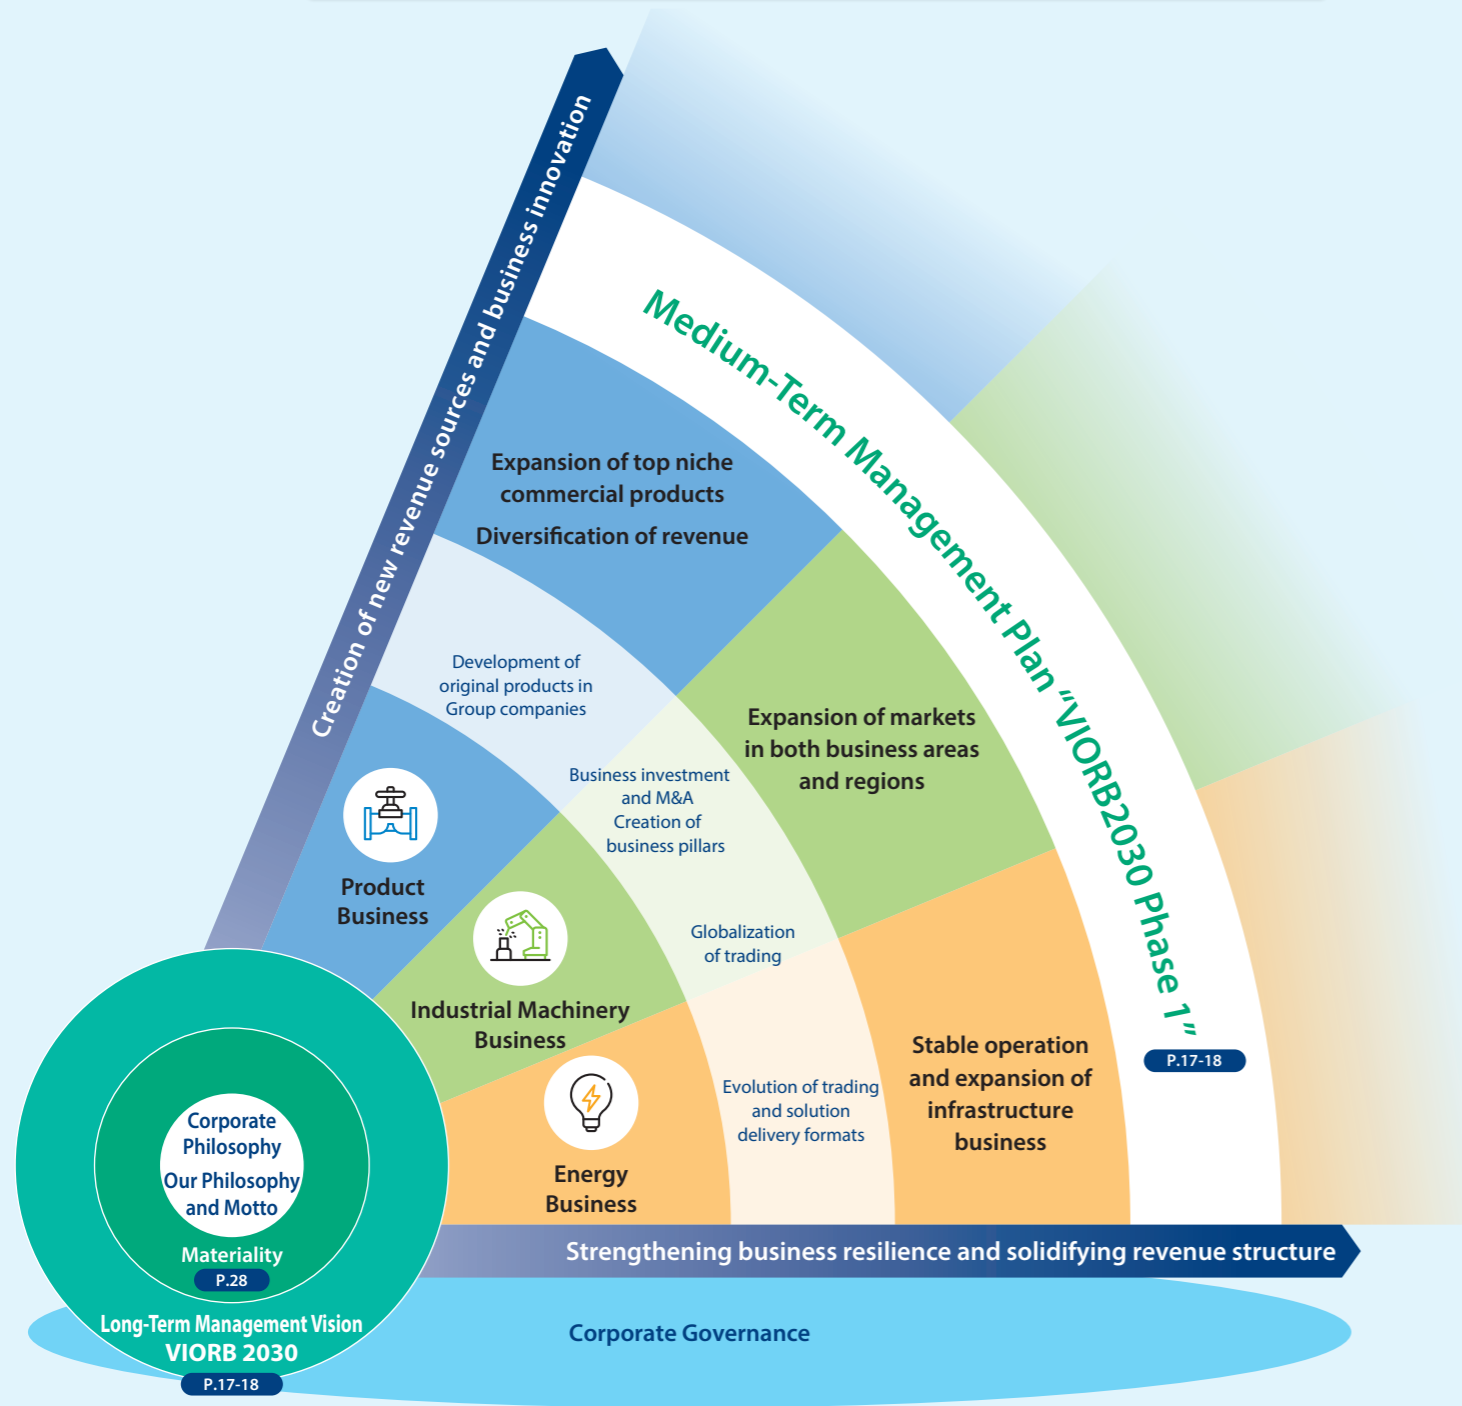 Creation of new revenue sources and business innovation
Medium-Term Management Plan “VIORB2030 Phase 1”
P.17-18
Expansion of top niche
commercial products
Diversification of revenue
Development of
original products in
Group companies
Product
Business
Expansion of markets
in both business areas
and regions
Business investment
and M&A
Creation of
business pillars
Globalization
of trading
Industrial Machinery
Business
Stable operation
and expansion of
infrastructure
business
Evolution of trading
and solution
delivery formats
Energy
Business
Corporate
Philosophy
Our Philosophy
and Motto
Materiality
P.28
Long-Term Management Vision
VIORB 2030
P.17-18
Strengthening business resilience and solidifying revenue structure
Corporate Governance